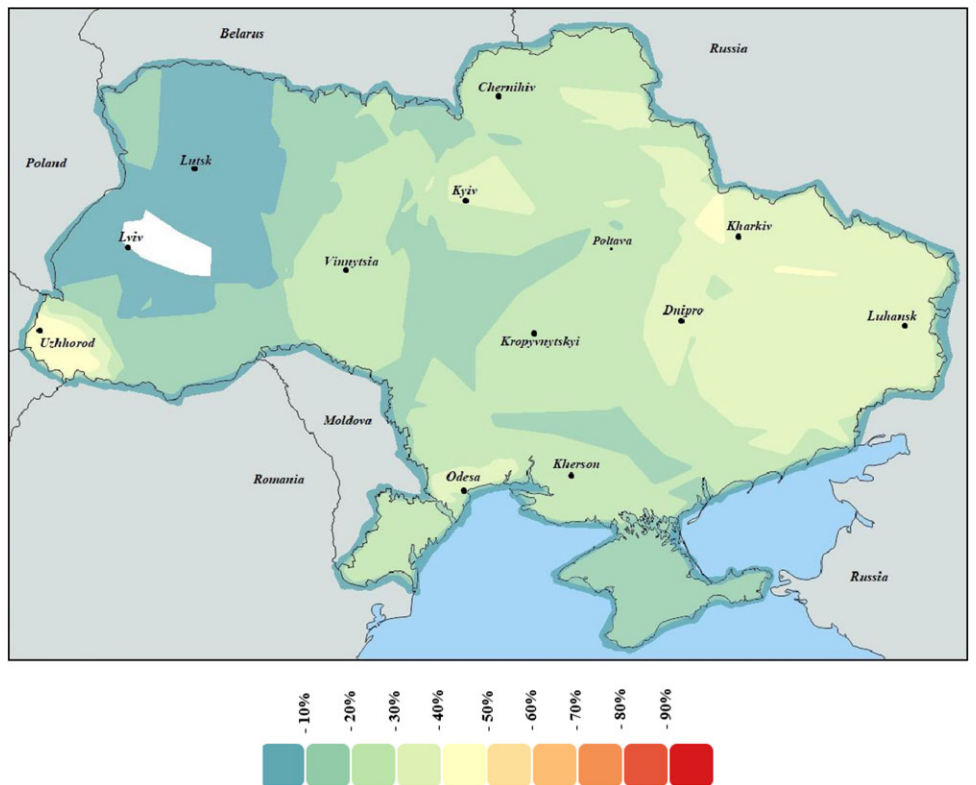 Belarus
Russia
Chernihiv
Poland
Lutsk
Kyiv
Lviv
Kharkiv
Poltava
Vinnytsia
Dnipro
Luhansk
Uzhhorod
Kropyvnytskyi
Moldova
Kherson
Romania
Odesa
Russia
- 10%
- 20%
- 30%
- 40%
- 50%
- 60%
- 70%
- 80%
- 90%